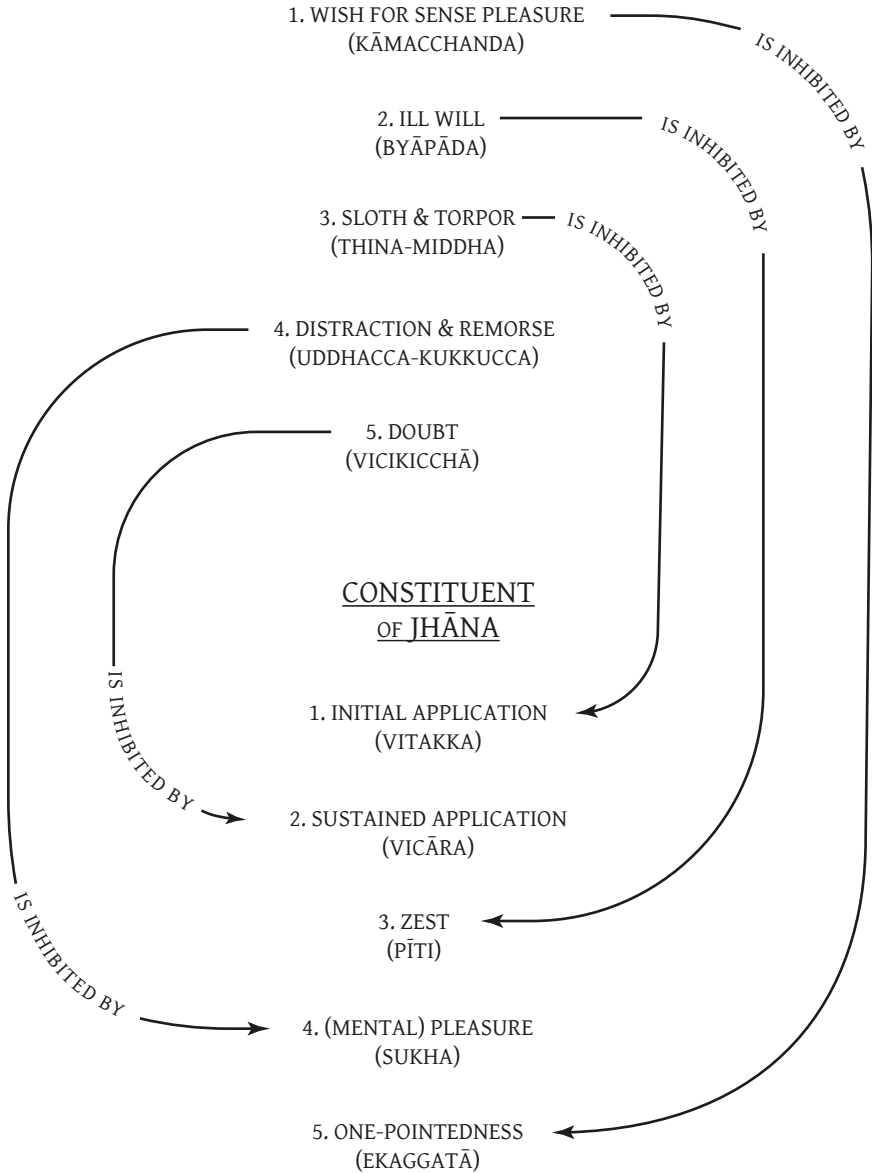 1. WISH FOR SENSE PLEASURE
(KĀMACCHANDA)
IS INHIBITED BY
2. ILL WILL
(BYĀPĀDA)
IS INHIBITED BY
3. SLOTH & TORPOR
(THINA-MIDDHA)
IS INHIBITED BY
4. DISTRACTION & REMORSE
(UDDHACCA-KUKKUCCA)
5. DOUBT
(VICIKICCHĀ)
CONSTITUENT
OF JHĀNA
IS INHIBITED BY
1. INITIAL APPLICATION
(VITAKKA)
2. SUSTAINED APPLICATION
(VICĀRA)
IS INHIBITED BY
3. ZEST
(PĪTI)
4. (MENTAL) PLEASURE
(SUKHA)
5. ONE-POINTEDNESS
(EKAGGATĀ)